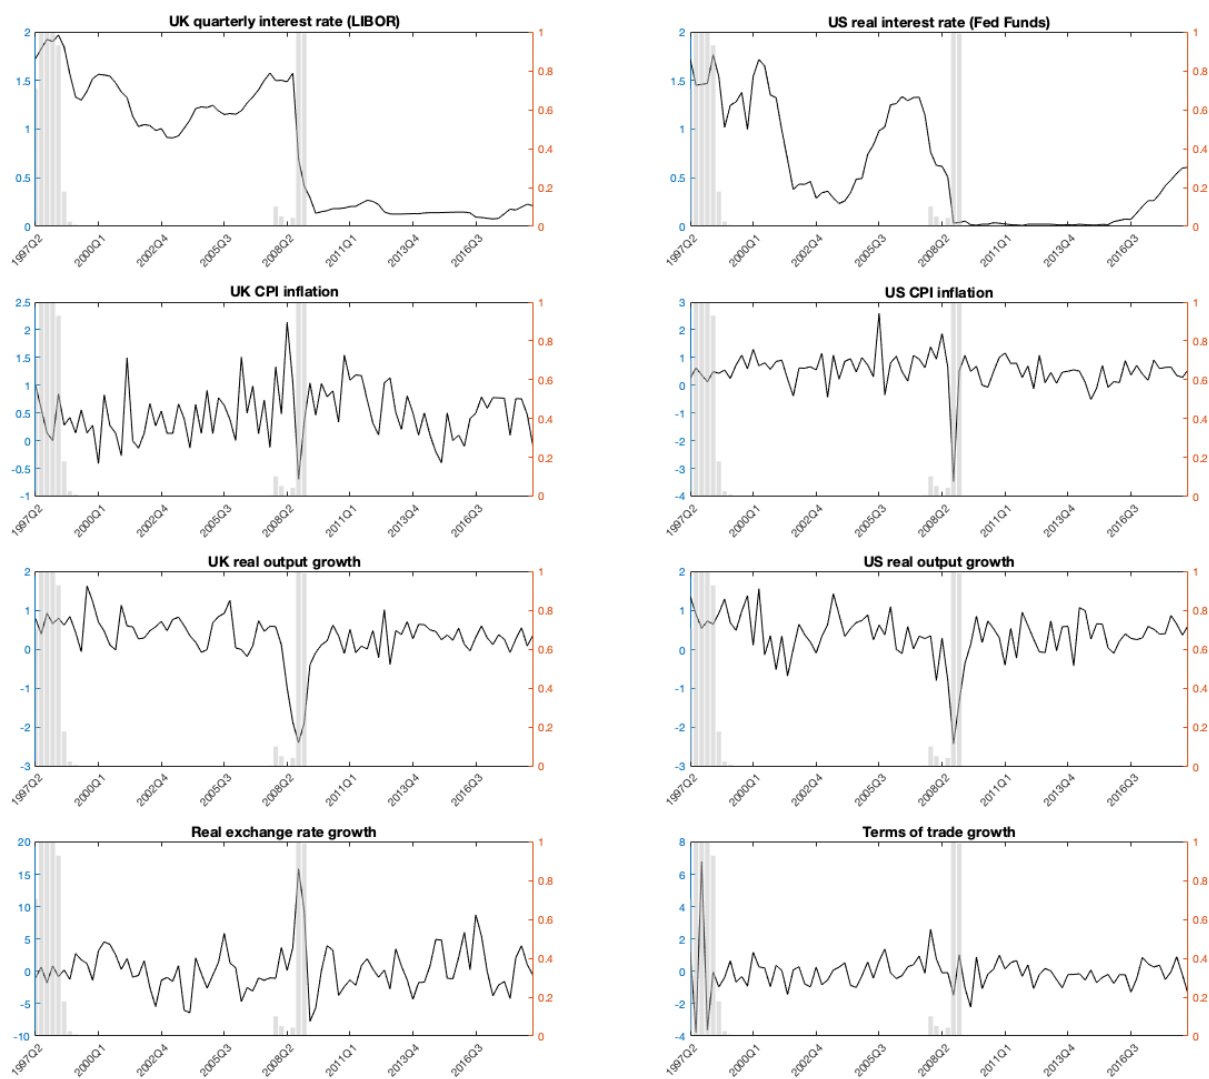 UK quarterly interest rate (LIBOR)
2
1.5
1
0.5
0
1
0.8
0.6
0.4
0.2
0
1997Q2
2000Q1
2002Q4
2005Q3
2008Q2
2011Q1
2013Q4
2016Q3
US real interest rate (Fed Funds)
2
1.5
1
0.5
0
1
0.8
0.6
0.4
0.2
0
1997Q2
2000Q1
2002Q4
2005Q3
2008Q2
2011Q1
2013Q4
2016Q3
UK CPI inflation
2.5
2
1.5
1
0.5
0
-0.5
-1
1
0.8
0.6
0.4
0.2
0
1997Q2
2000Q1
2002Q4
2005Q3
2008Q2
2011Q1
2013Q4
2016Q3
US CPI inflation
3
2
1
0
-1
-2
-3
-4
1
0.8
0.6
0.4
0.2
0
1997Q2
2000Q1
2002Q4
2005Q3
2008Q2
2011Q1
2013Q4
2016Q3
UK real output growth
2
1
0
-1
-2
-3
1
0.8
0.6
0.4
0.2
0
1997Q2
2000Q1
2002Q4
2005Q3
2008Q2
2011Q1
2013Q4
2016Q3
US real output growth
2
1
0
-1
-2
-3
1
0.8
0.6
0.4
0.2
0
1997Q2
2000Q1
2002Q4
2005Q3
2008Q2
2011Q1
2013Q4
2016Q3
Real exchange rate growth
20
15
10
5
0
-5
-10
1
0.8
0.6
0.4
0.2
0
1997Q2
2000Q1
2002Q4
2005Q3
2008Q2
2011Q1
2013Q4
2016Q3
Terms of trade growth
8
6
4
2
0
-2
-4
1
0.8
0.6
0.4
0.2
0
1997Q2
2000Q1
2002Q4
2005Q3
2008Q2
2011Q1
2013Q4
2016Q3